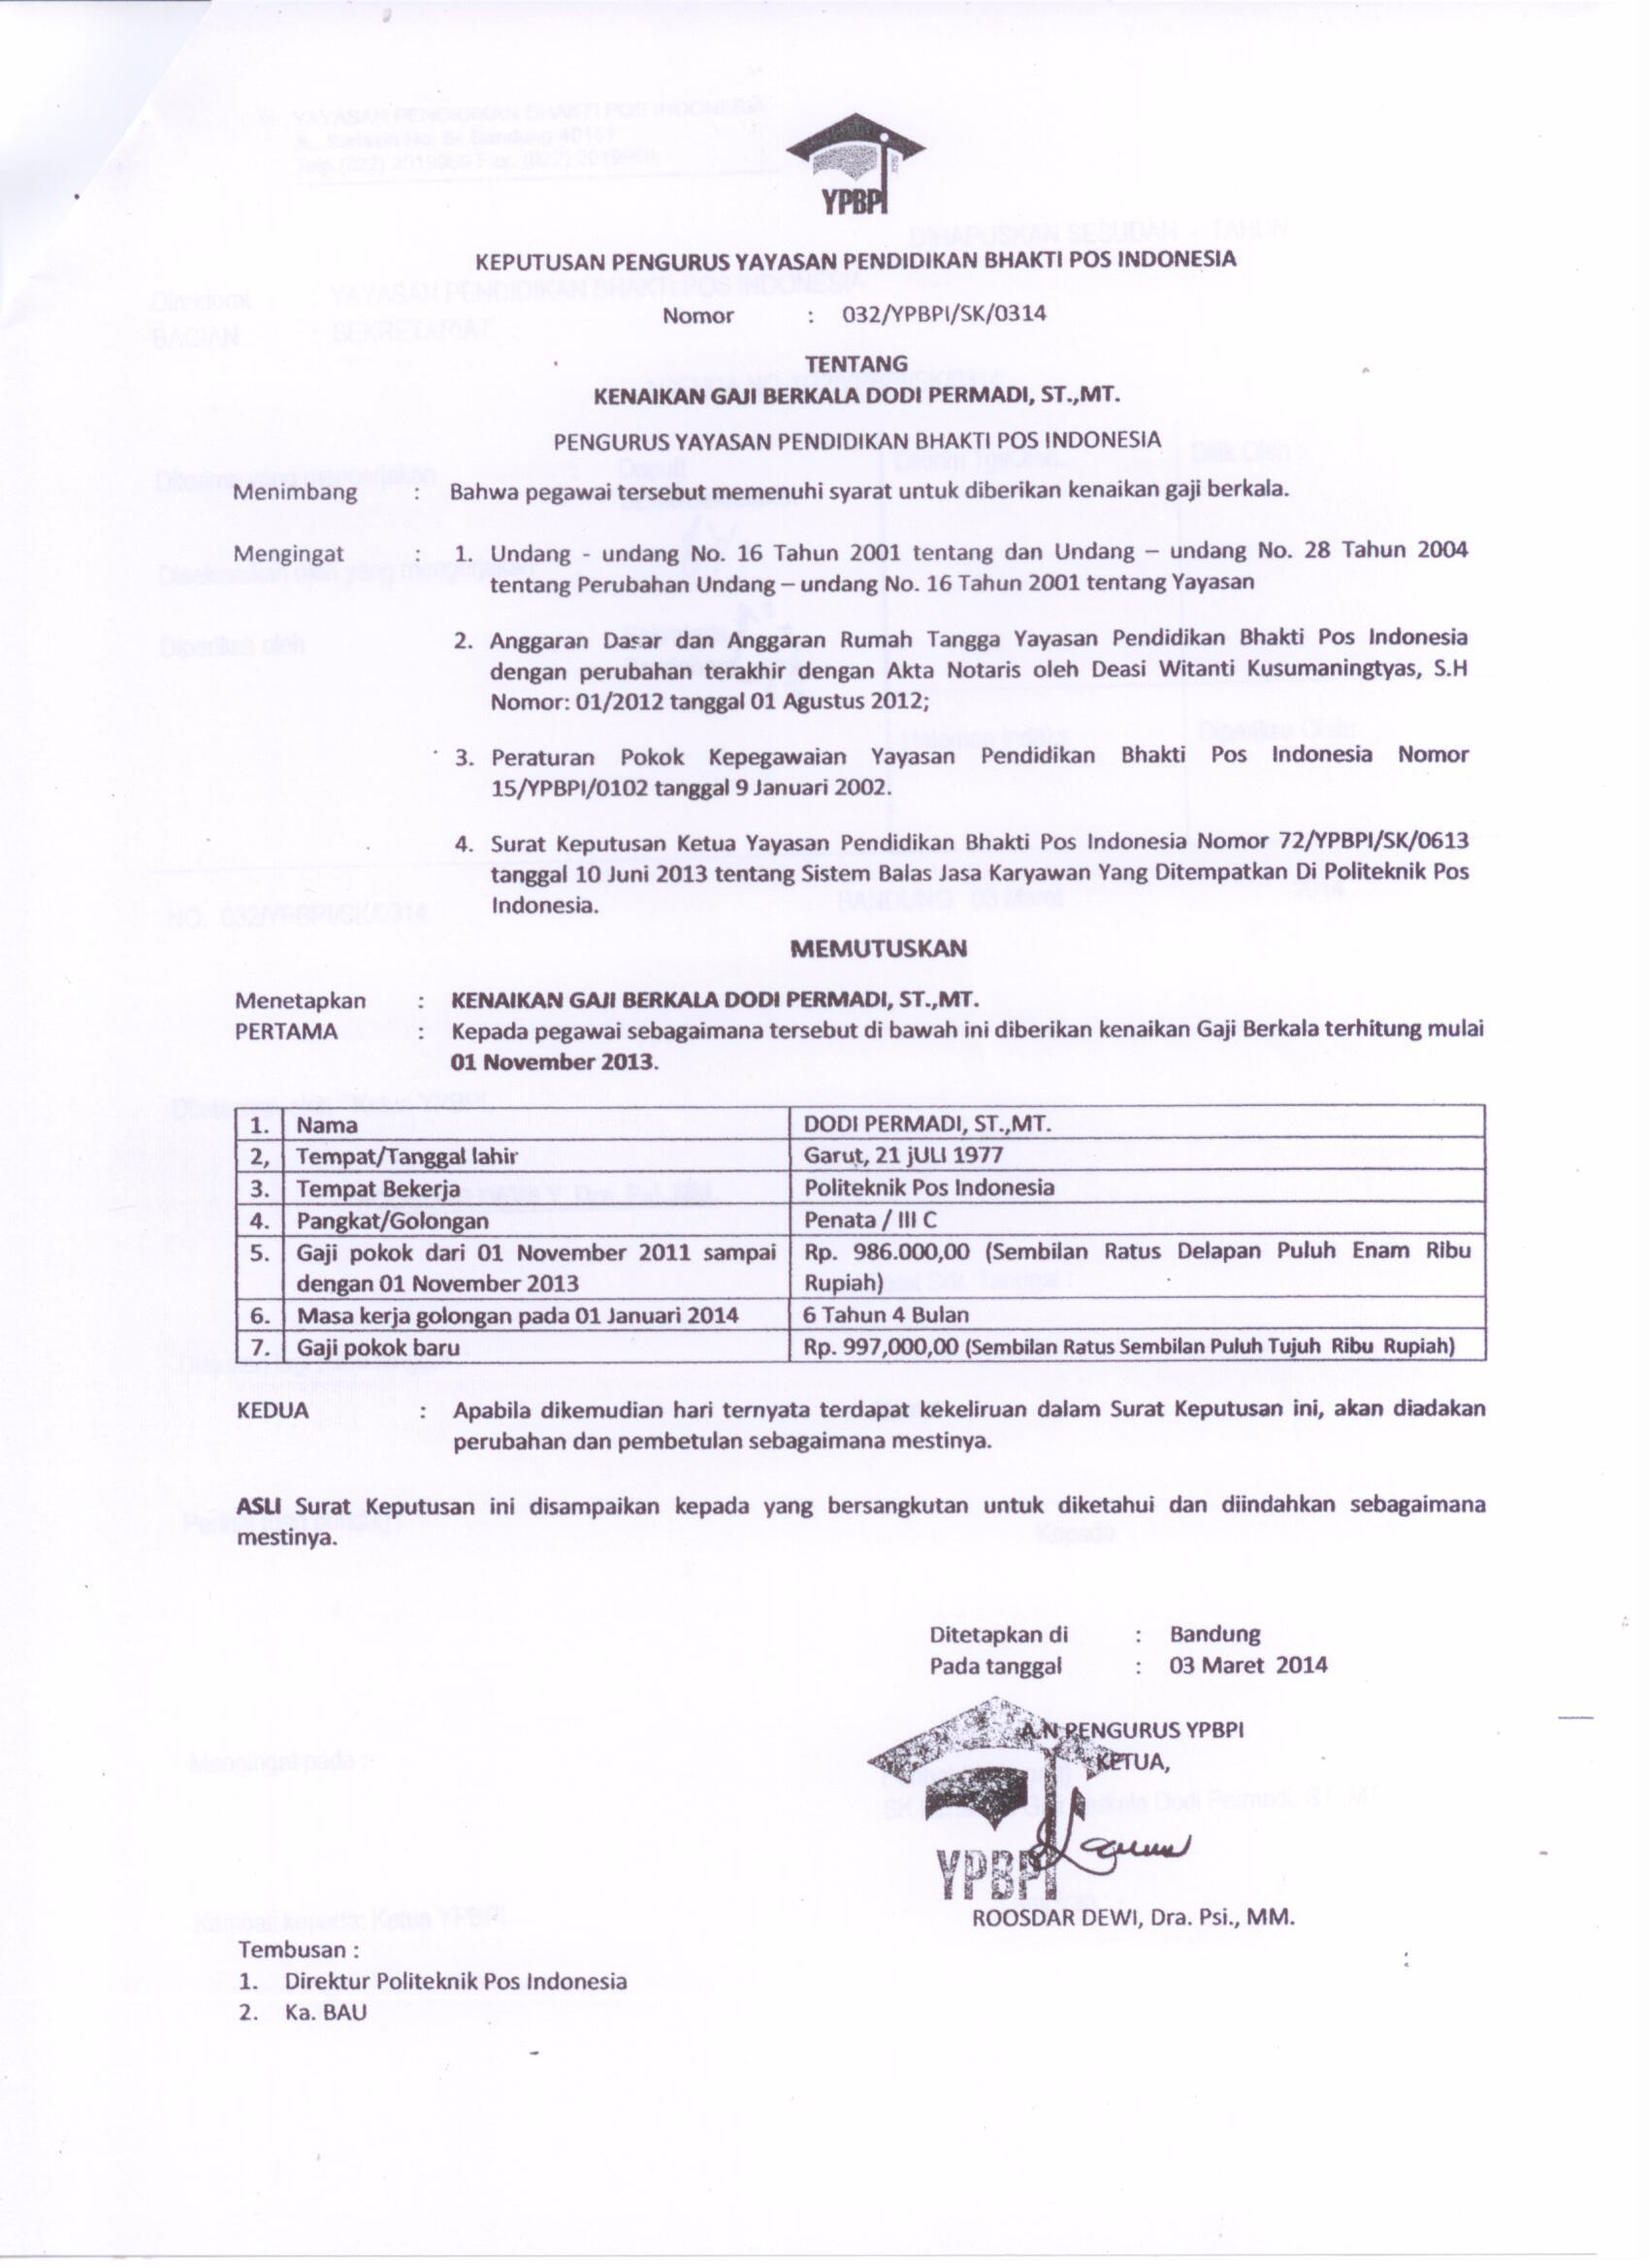 YPBPI
KEPUTUSAN PENGURUS YAYASAN PENDIDIKAN BHAKTI POS INDONESIA
Nomor : 032/YPBPI/SK/0314
TENTANG
KENAIKAN GAJI BERKALA DODI PERMADI, ST.,MT.
PENGURUS YAYASAN PENDIDIKAN BHAKTI POS INDONESIA
Menimbang : Bahwa pegawai tersebut memenuhi syarat untuk diberikan kenaikan gaji berkala.
Mengingat : 1. Undang - undang No. 16 Tahun 2001 tentang dan Undang – undang No. 28 Tahun 2004
tentang Perubahan Undang – undang No. 16 Tahun 2001 tentang Yayasan
2. Anggaran Dasar dan Anggaran Rumah Tangga Yayasan Pendidikan Bhakti Pos Indonesia
dengan perubahan terakhir dengan Akta Notaris oleh Deasi Witanti Kusumaningtyas, S.H
Nomor: 01/2012 tanggal 01 Agustus 2012;
3. Peraturan Pokok Kepegawaian Yayasan Pendidikan Bhakti Pos Indonesia Nomor
15/YPBPI/0102 tanggal 9 Januari 2002.
4. Surat Keputusan Ketua Yayasan Pendidikan Bhakti Pos Indonesia Nomor 72/YPBPI/SK/0613
tanggal 10 Juni 2013 tentang Sistem Balas Jasa Karyawan Yang Ditempatkan Di Politeknik Pos
Indonesia.
MEMUTUSKAN
Menetapkan : KENAIKAN GAJI BERKALA DODI PERMADI, ST.,MT.
PERTAMA : Kepada pegawai sebagaimana tersebut di bawah ini diberikan kenaikan Gaji Berkala terhitung mulai
01 November 2013.
1. Nama DODI PERMADI, ST.,MT.
2, Tempat/Tanggal lahir Garut, 21 jULI 1977
3. Tempat Bekerja Politeknik Pos Indonesia
4. Pangkat/Golongan Penata / III C
5. Gaji pokok dari 01 November 2011 sampai Rp. 986.000,00 (Sembilan Ratus Delapan Puluh Enam Ribu
dengan 01 November 2013 Rupiah)
6. Masa kerja golongan pada 01 Januari 2014 6 Tahun 4 Bulan
7. Gaji pokok baru Rp. 997,000,00 (Sembilan Ratus Sembilan Puluh Tujuh Ribu Rupiah)
KEDUA : Apabila dikemudian hari ternyata terdapat kekeliruan dalam Surat Keputusan ini, akan diadakan
perubahan dan pembetulan sebagaimana mestinya.
ASLI Surat Keputusan ini disampaikan kepada yang bersangkutan untuk diketahui dan diindahkan sebagaimana
mestinya.
Ditetapkan di : Bandung
Pada tanggal : 03 Maret 2014
A.N PENGURUS YPBPI
KETUA,
YPBPI
ROOSDAR DEWI, Dra. Psi., MM.
Tembusan :
1. Direktur Politeknik Pos Indonesia
2. Ka. BAU